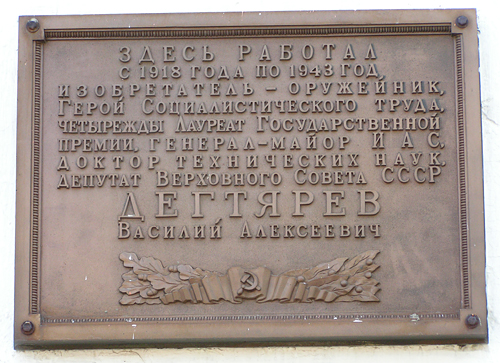 ЗДЕСЬ РАБОТАЛ
С 1918 ГОДА ПО 1943 ГОД,
ИЗОБРЕТАТЕЛЬ – ОРУЖЕЙНИК,
ГЕРОЙ СОЦИАЛИСТИЧЕСКОГО ТРУДА,
ЧЕТЫРЕЖДЫ ЛАУРЕАТ ГОСУДАРСТВЕННОЙ
ПРЕМИИ, ГЕНЕРАЛ–МАЙОР И А С,
ДОКТОР ТЕХНИЧЕСКИХ НАУК,
ДЕПУТАТ ВЕРХОВНОГО СОВЕТА СССР
ДЕГТЯРЕВ
ВАСИЛИЙ АЛЕКСЕЕВИЧ